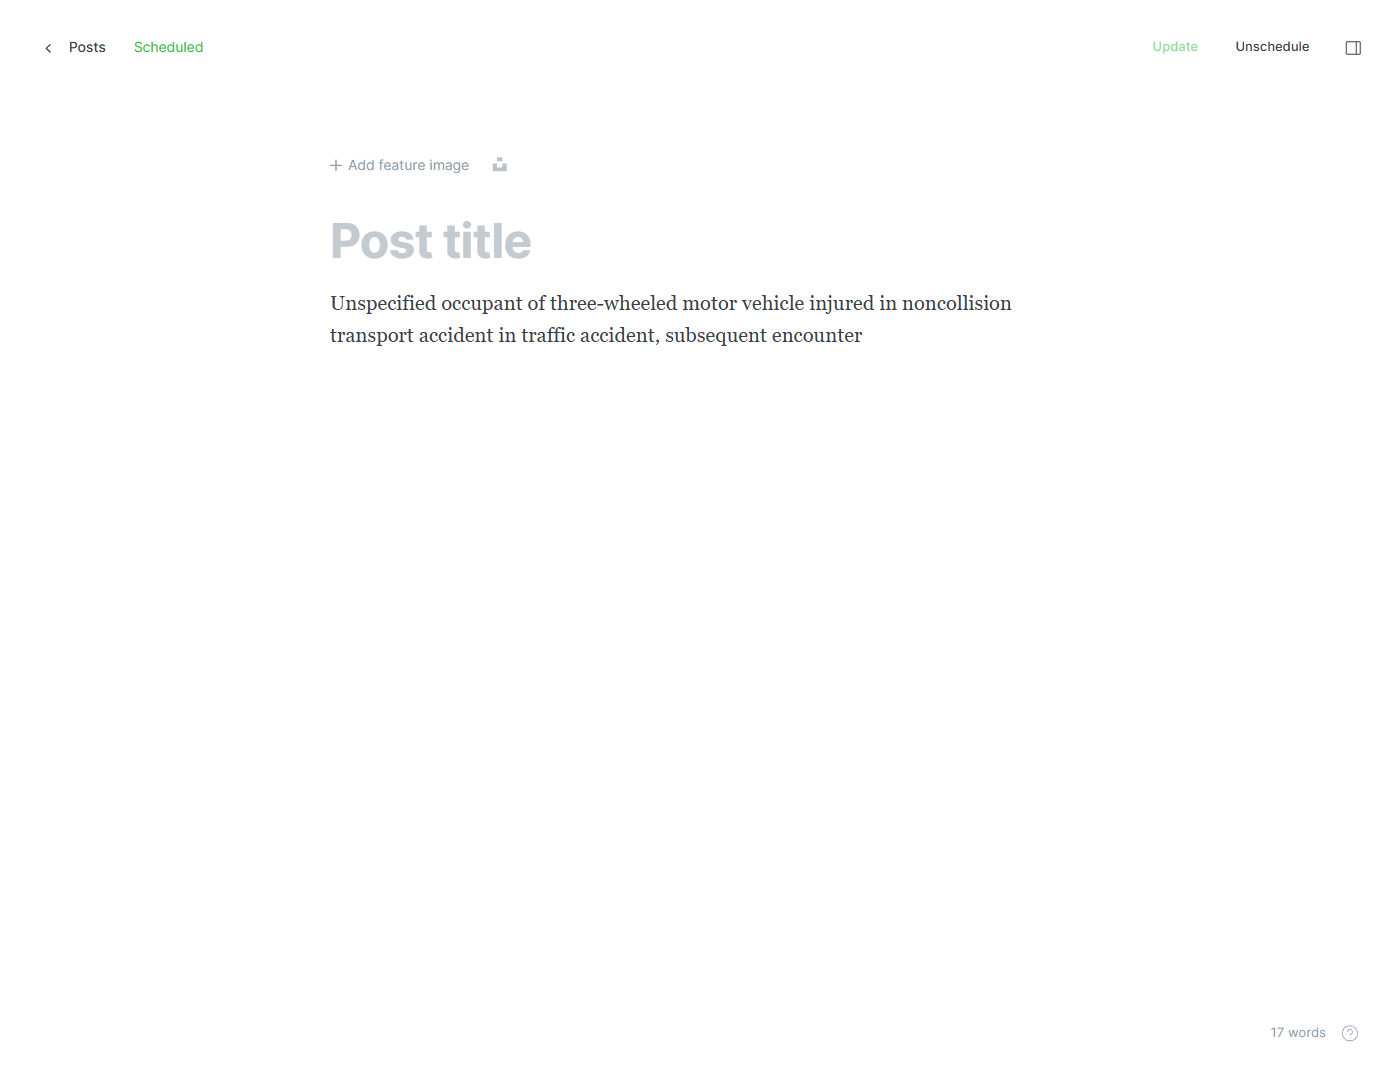 Posts Scheduled Update Unschedule
Add feature image
Post title
Unspecified occupant of three-wheeled motor vehicle injured in noncollision
transport accident in traffic accident, subsequent encounter
17 words